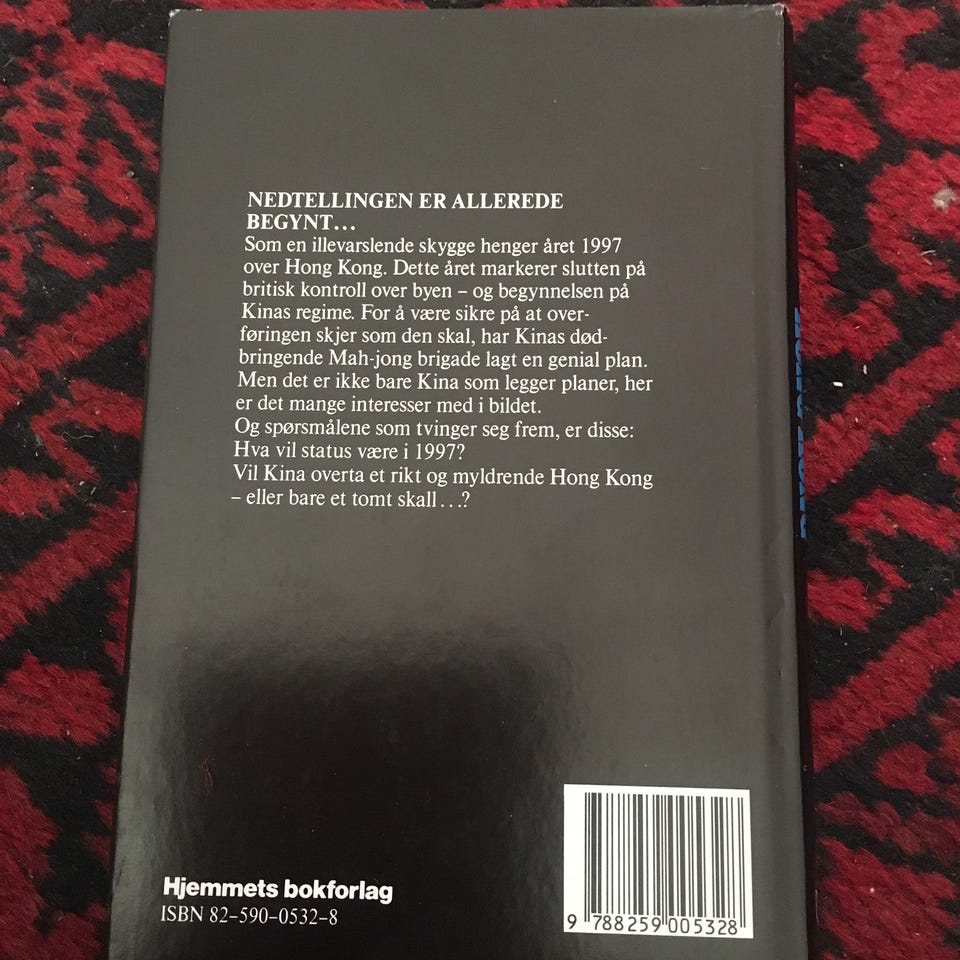 NEDTELLINGEN ER ALLEREDE
BEGYNT...
Som en illevarslende skygge henger året 1997
over Hong Kong. Dette året markerer slutten på
britisk kontroll over byen – og begynnelsen på
Kinas regime. For å være sikre på at over-
føringen skjer som den skal, har Kinas død-
bringende Mah-jong brigade lagt en genial plan.
Men det er ikke bare Kina som legger planer, her
er det mange interesser med i bildet.
Og spørsmålene som tvinger seg frem, er disse:
Hva vil status være i 1997?
Vil Kina overta et rikt og myldrende Hong Kong
– eller bare et tomt skall...?
Hjemmets bokforlag
ISBN 82-590-0532-8
9 788259 005328